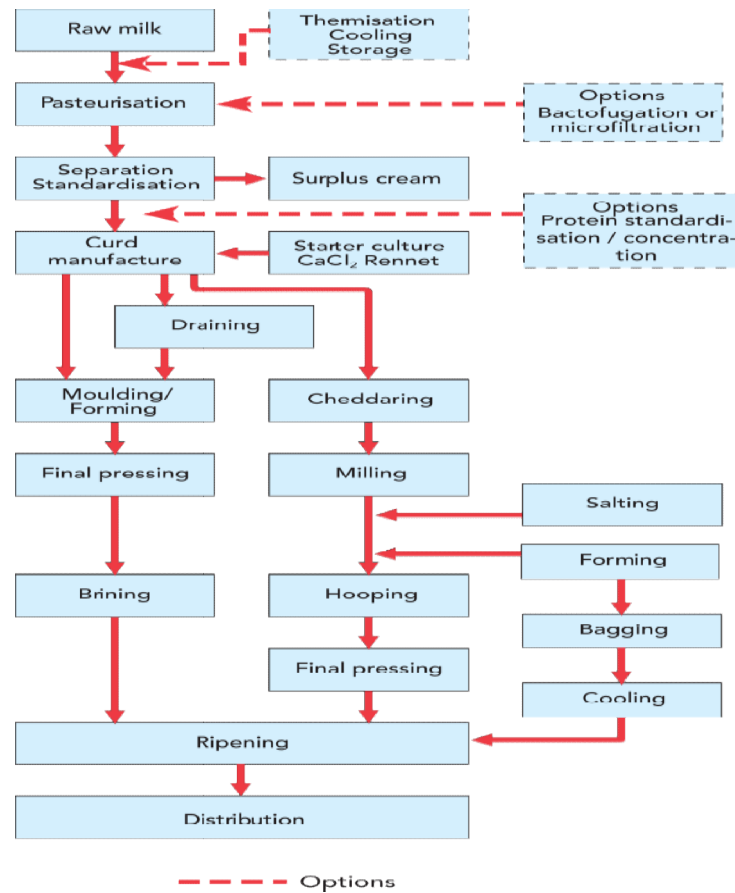 Raw milk
Thermisation
Cooling
Storage
Pasteurisation
Options
Bactofugation or
microfiltration
Separation
Standardisation
Surplus cream
Options
Protein standardi-
sation / concentra-
tion
Curd
manufacture
Starter culture
CaCl₂ Rennet
Draining
Moulding/
Forming
Cheddaring
Final pressing
Milling
Salting
Forming
Brining
Hooping
Bagging
Final pressing
Cooling
Ripening
Distribution
Options